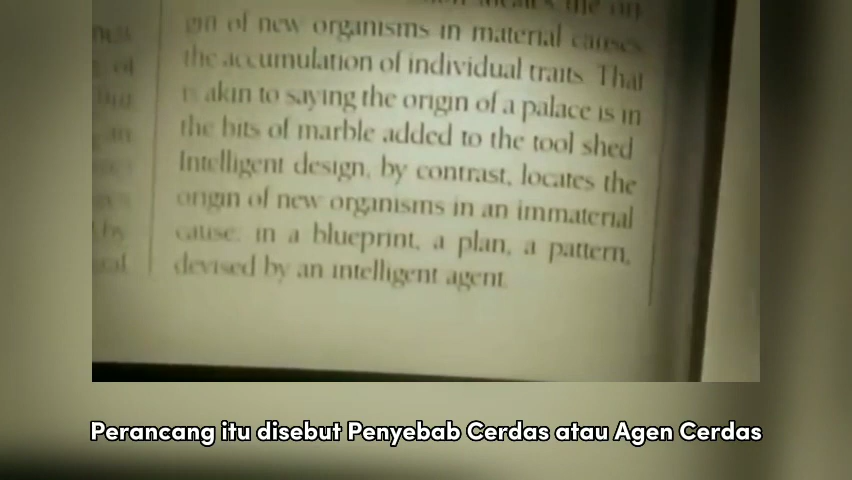 gin of new organisms in material causes
the accumulation of individual traits. That
is akin to saying the origin of a palace is in
the bits of marble added to the tool shed
Intelligent design, by contrast, locates the
origin of new organisms in an immaterial
cause: in a blueprint, a plan, a pattern,
devised by an intelligent agent.
Perancang itu disebut Penyebab Cerdas atau Agen Cerdas